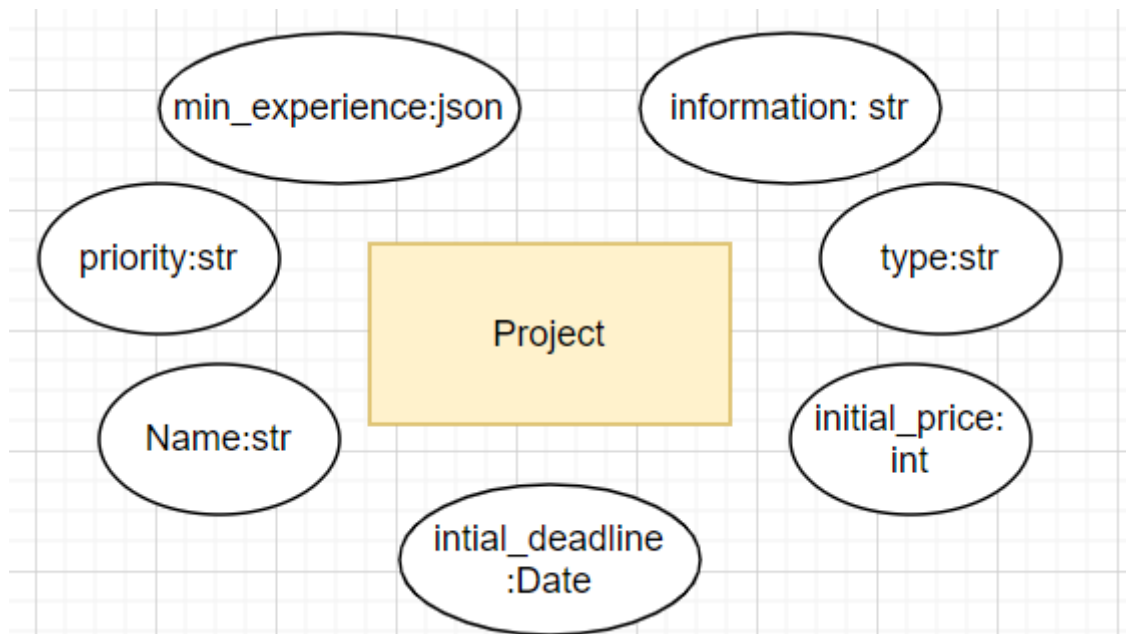 min_experience:json
information: str
priority:str
type:str
Project
Name:str
initial_price:
int
intial_deadline
:Date